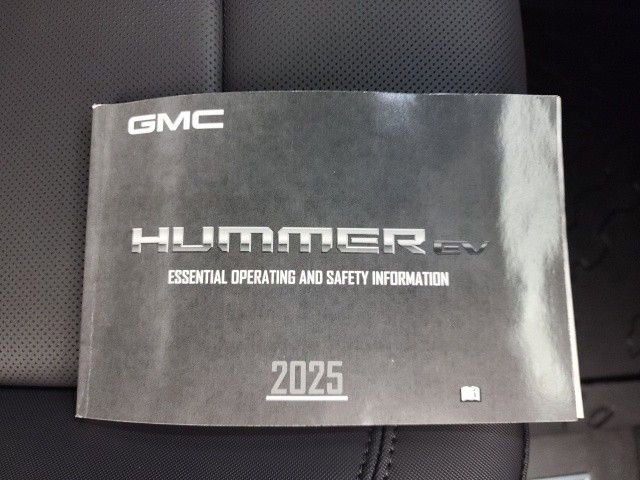 GMC
HUMMER EV
ESSENTIAL OPERATING AND SAFETY INFORMATION
2025